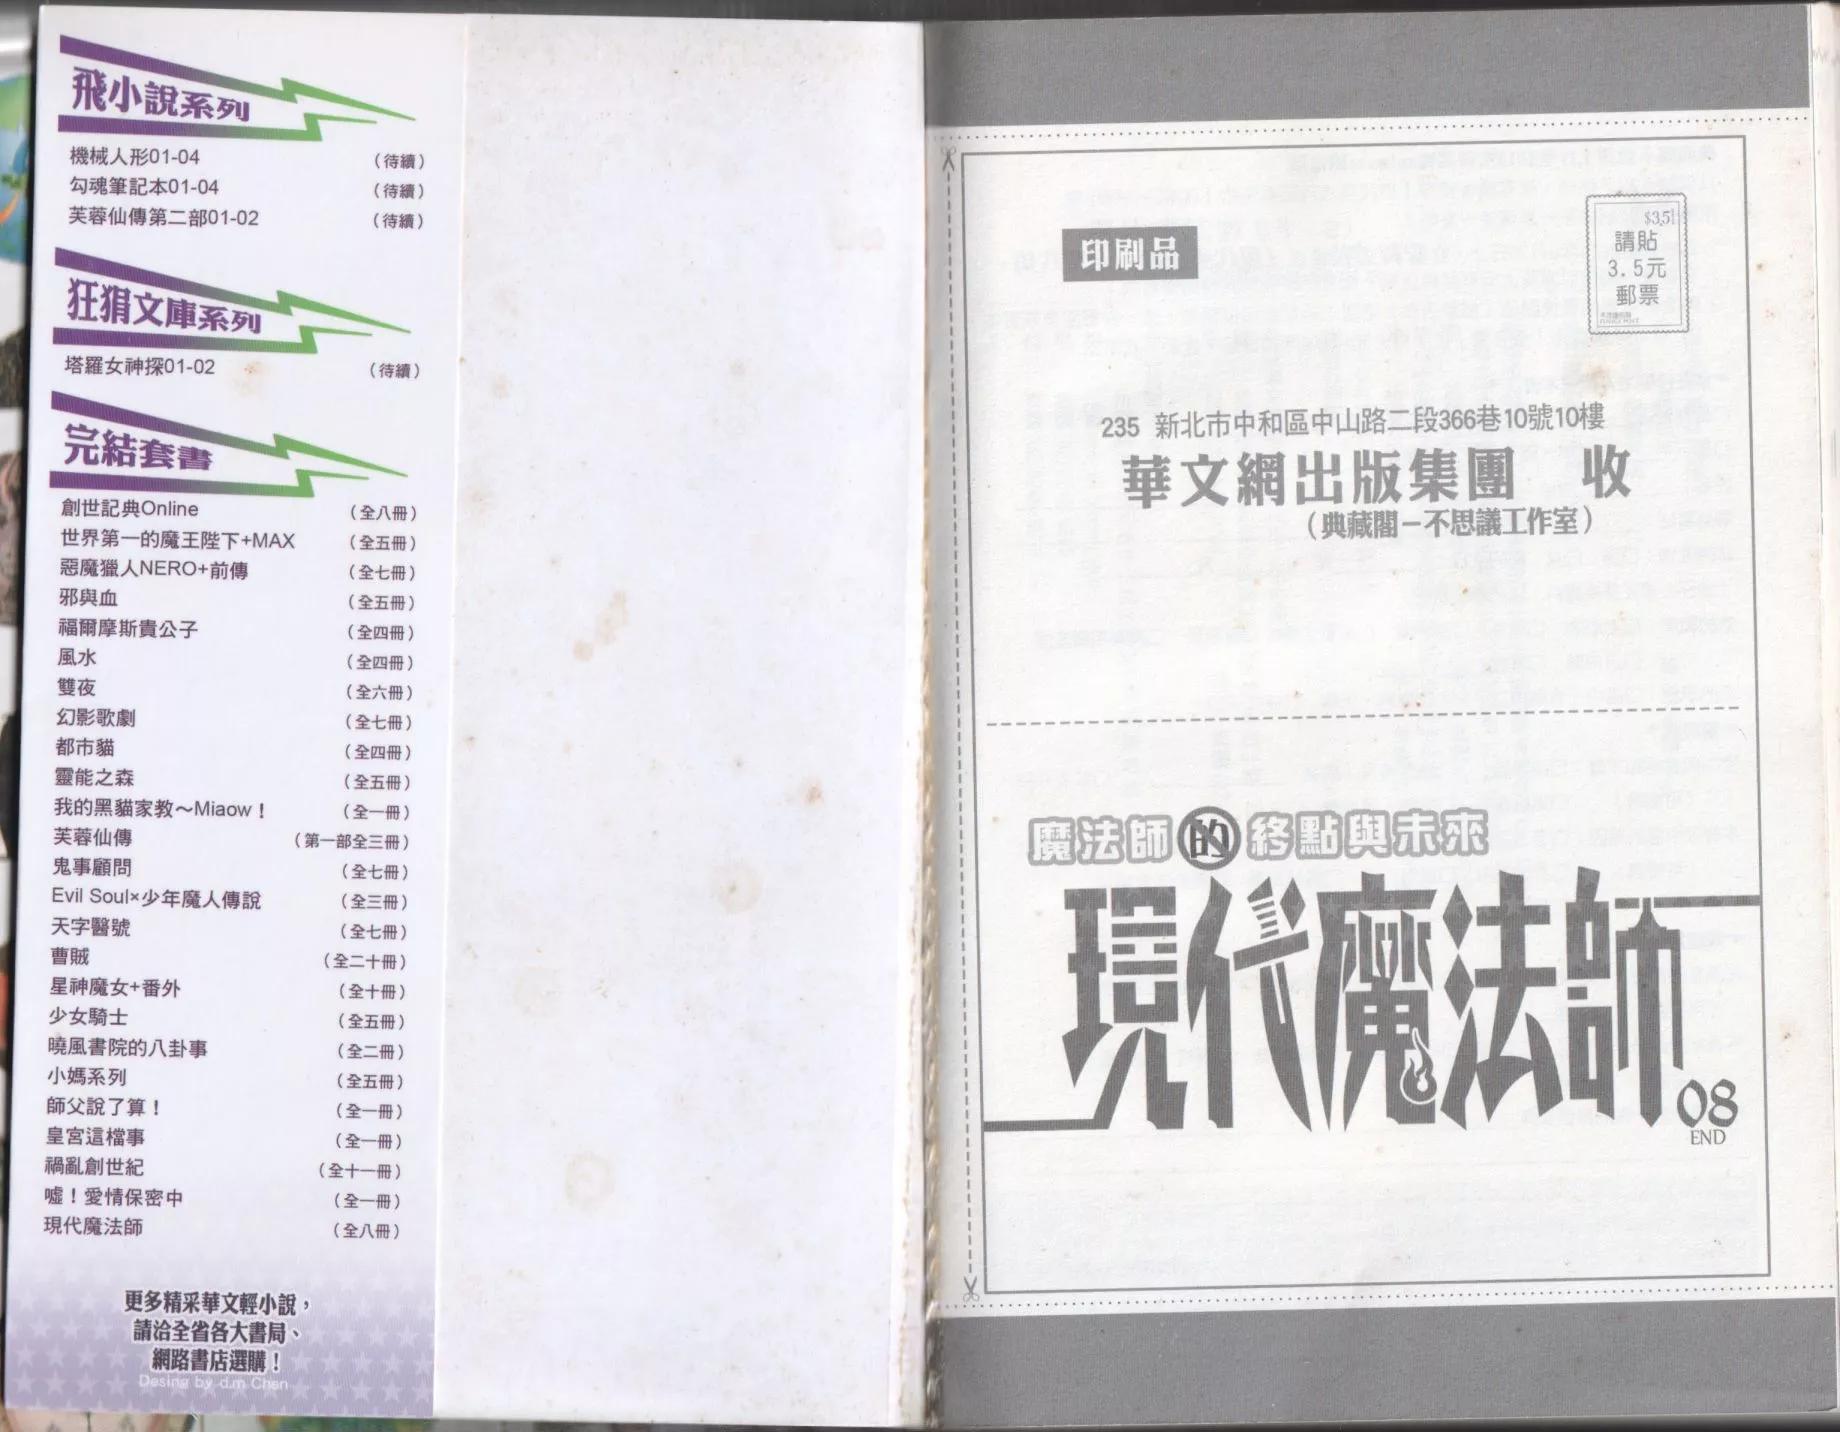 飛小說系列
機械人形01-04 （待續）
勾魂筆記本01-04 （待續）
芙蓉仙傳第二部01-02 （待續）
狂狷文庫系列
塔羅女神探01-02 （待續）
完結套書
創世記典Online （全八冊）
世界第一的魔王陛下+MAX （全五冊）
惡魔獵人NERO+前傳 （全七冊）
邪與血 （全五冊）
福爾摩斯貴公子 （全四冊）
風水 （全四冊）
雙夜 （全六冊）
幻影歌劇 （全七冊）
都市貓 （全四冊）
靈能之森 （全五冊）
我的黑貓家教～Miaow！ （全一冊）
芙蓉仙傳 （第一部全三冊）
鬼事顧問 （全七冊）
Evil Soul×少年魔人傳說 （全三冊）
天字醫號 （全七冊）
曹賊 （全二十冊）
星神魔女+番外 （全十冊）
少女騎士 （全五冊）
曉風書院的八卦事 （全二冊）
小媽系列 （全五冊）
師父說了算！ （全一冊）
皇宮這檔事 （全一冊）
禍亂創世紀 （全十一冊）
噓！愛情保密中 （全一冊）
現代魔法師 （全八冊）
更多精采華文輕小說，
請洽全省各大書局、
網路書店選購！
Desing by d.m Chen
印刷品
$3.5
請貼
3.5元
郵票
235 新北市中和區中山路二段366巷10號10樓
華文網出版集團 收
（典藏閣－不思議工作室）
魔法師的終點與未來
現代魔法師
08
END